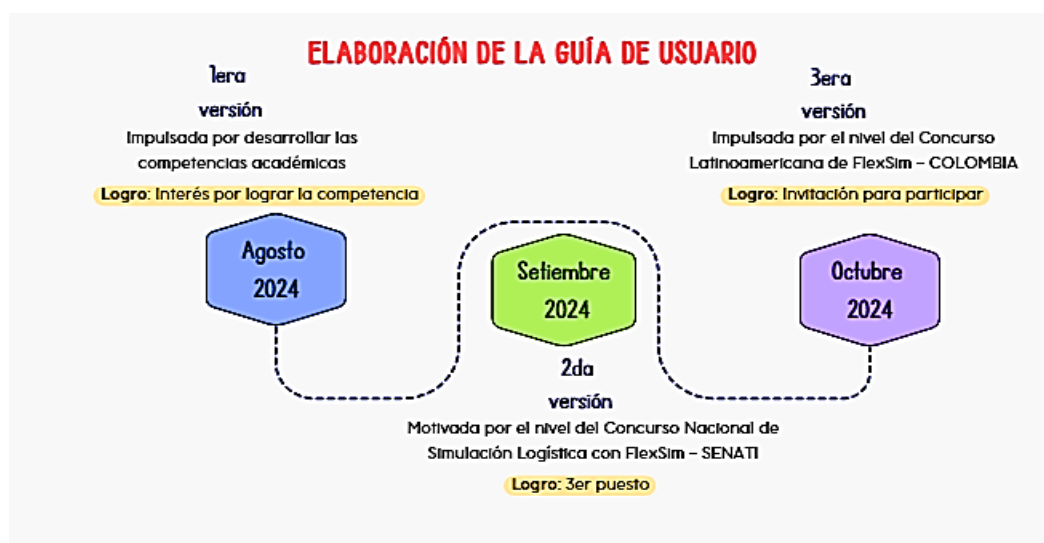 ELABORACIÓN DE LA GUÍA DE USUARIO
1era
versión
Impulsada por desarrollar las
competencias académicas
Logro: Interés por lograr la competencia
Agosto
2024
Setiembre
2024
2da
versión
Motivada por el nivel del Concurso Nacional de
Simulación Logística con FlexSim – SENATI
Logro: 3er puesto
3era
versión
Impulsada por el nivel del Concurso
Latinoamericana de FlexSim – COLOMBIA
Logro: Invitación para participar
Octubre
2024